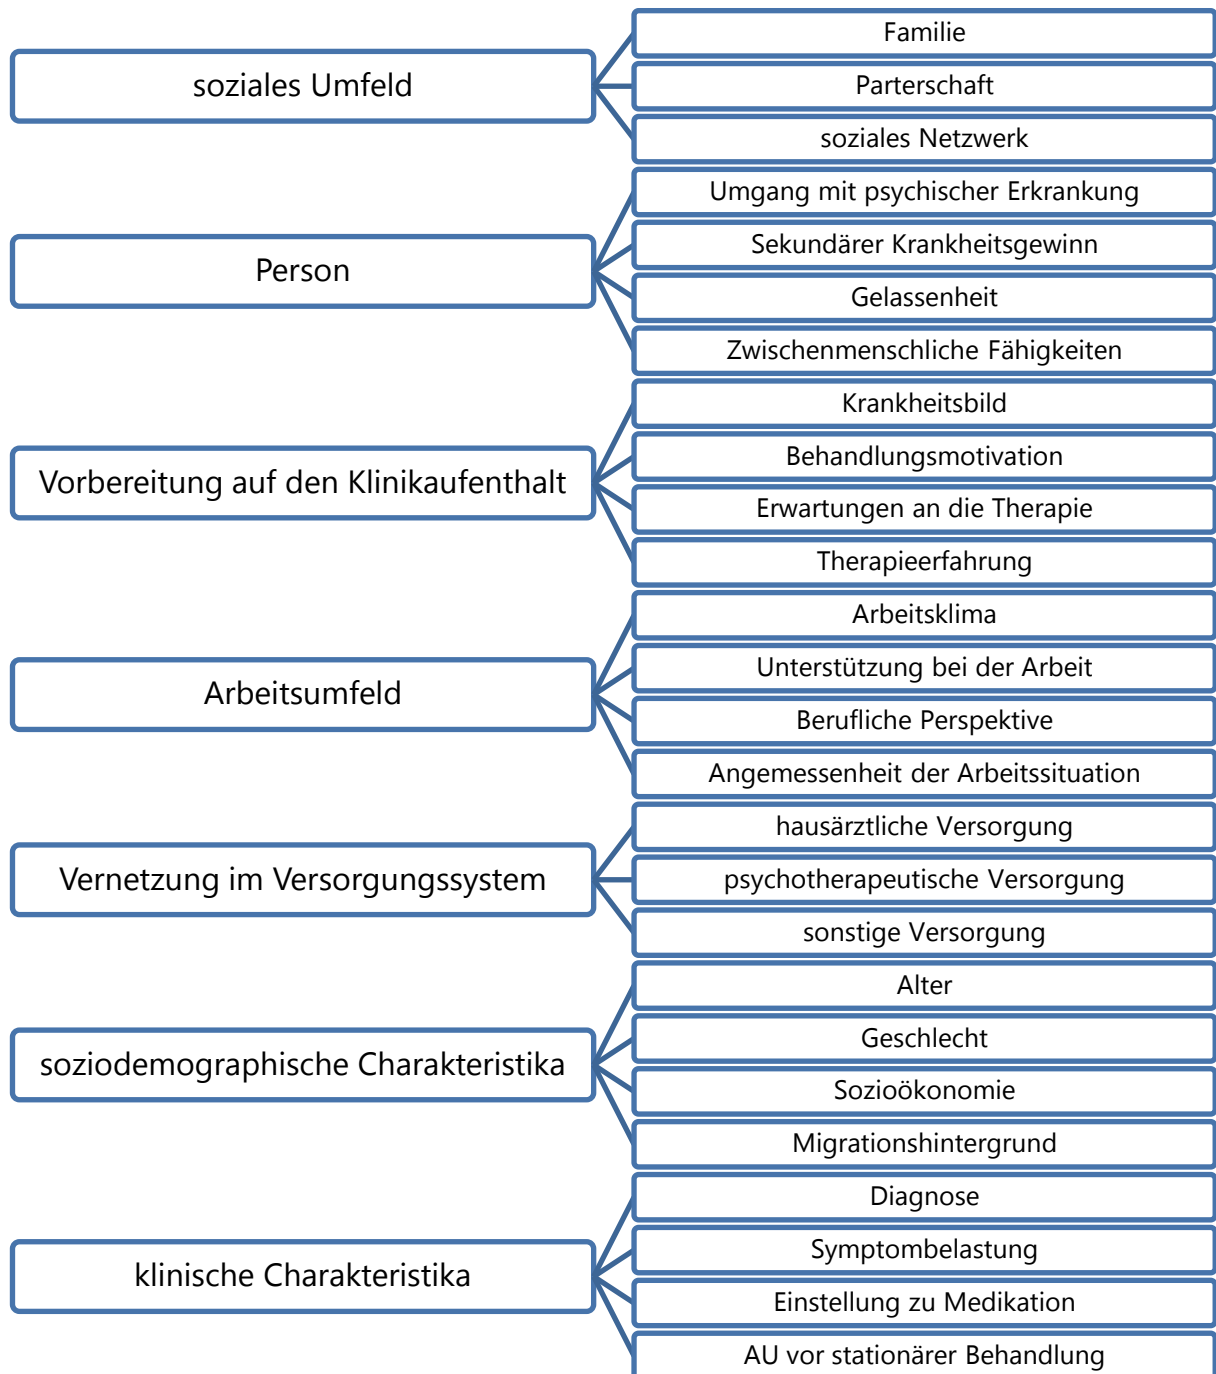 soziales Umfeld
Familie
Parterschaft
soziales Netzwerk
Person
Umgang mit psychischer Erkrankung
Sekundärer Krankheitsgewinn
Gelassenheit
Zwischenmenschliche Fähigkeiten
Vorbereitung auf den Klinikaufenthalt
Krankheitsbild
Behandlungsmotivation
Erwartungen an die Therapie
Therapieerfahrung
Arbeitsumfeld
Arbeitsklima
Unterstützung bei der Arbeit
Berufliche Perspektive
Angemessenheit der Arbeitssituation
Vernetzung im Versorgungssystem
hausärztliche Versorgung
psychotherapeutische Versorgung
sonstige Versorgung
soziodemographische Charakteristika
Alter
Geschlecht
Sozioökonomie
Migrationshintergrund
klinische Charakteristika
Diagnose
Symptombelastung
Einstellung zu Medikation
AU vor stationärer Behandlung